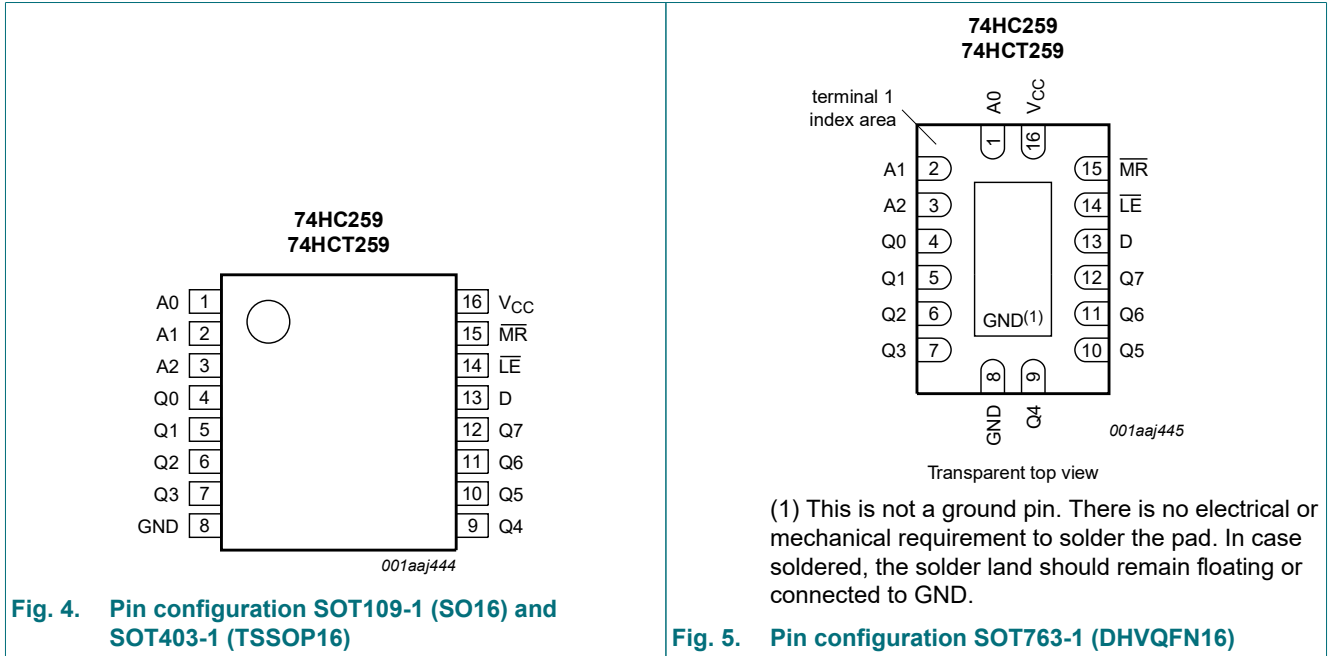 74HC259
74HCT259
A0 1
16 VCC
A1 2
15 MR
A2 3
14 LE
Q0 4
13 D
Q1 5
12 Q7
Q2 6
11 Q6
Q3 7
10 Q5
GND 8
9 Q4
001aaj444
Fig. 4. Pin configuration SOT109-1 (SO16) and
SOT403-1 (TSSOP16)
74HC259
74HCT259
terminal 1
index area
A0
VCC
1
16
A1 2
15 MR
A2 3
14 LE
Q0 4
13 D
Q1 5
12 Q7
Q2 6
11 Q6
Q3 7
10 Q5
GND(1)
8
9
GND
Q4
001aaj445
Transparent top view
(1) This is not a ground pin. There is no electrical or
mechanical requirement to solder the pad. In case
soldered, the solder land should remain floating or
connected to GND.
Fig. 5. Pin configuration SOT763-1 (DHVQFN16)